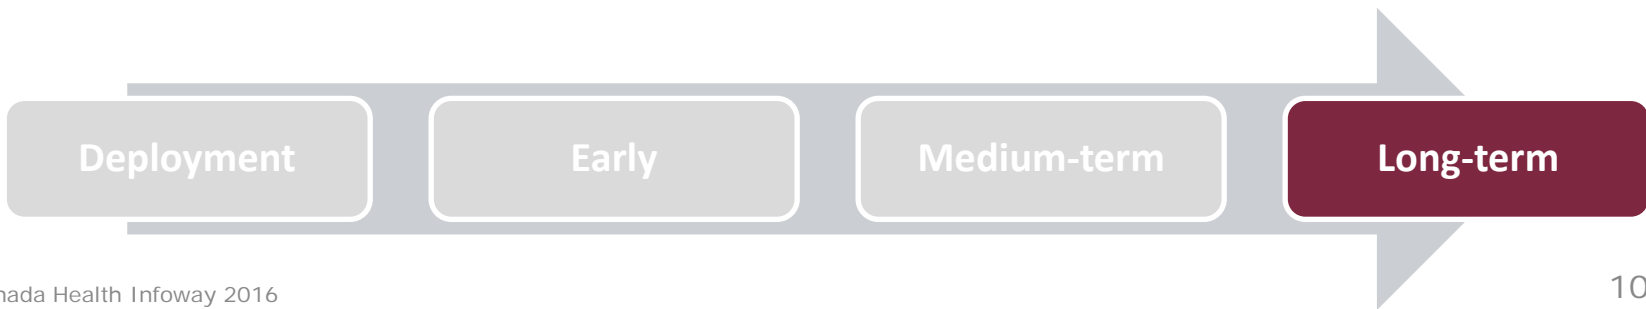 Deployment
Early
Medium-term
Long-term
nada Health Infoway 2016
10